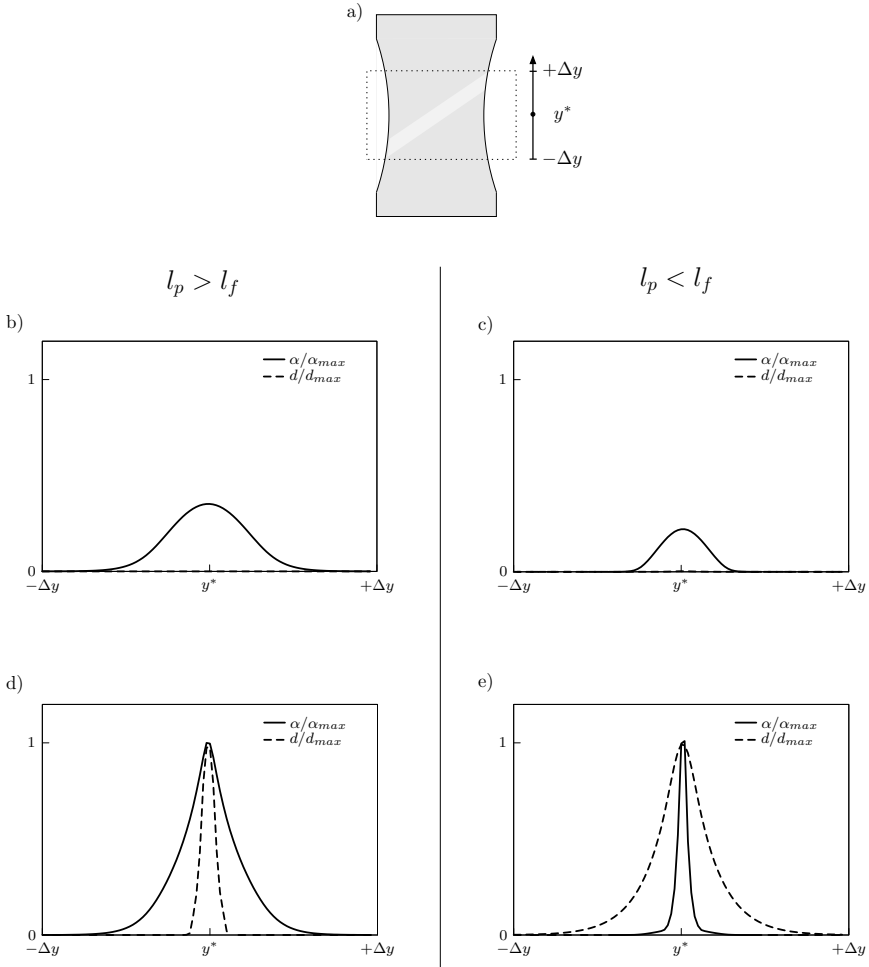 a)
+Δy
y*
−Δy
l_p > l_f
l_p < l_f
b)
α/α_max
d/d_max
1
0
−Δy y* +Δy
c)
α/α_max
d/d_max
1
0
−Δy y* +Δy
d)
α/α_max
d/d_max
1
0
−Δy y* +Δy
e)
α/α_max
d/d_max
1
0
−Δy y* +Δy